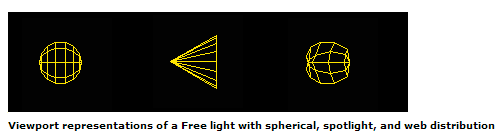 Viewport representations of a Free light with spherical, spotlight, and web distribution